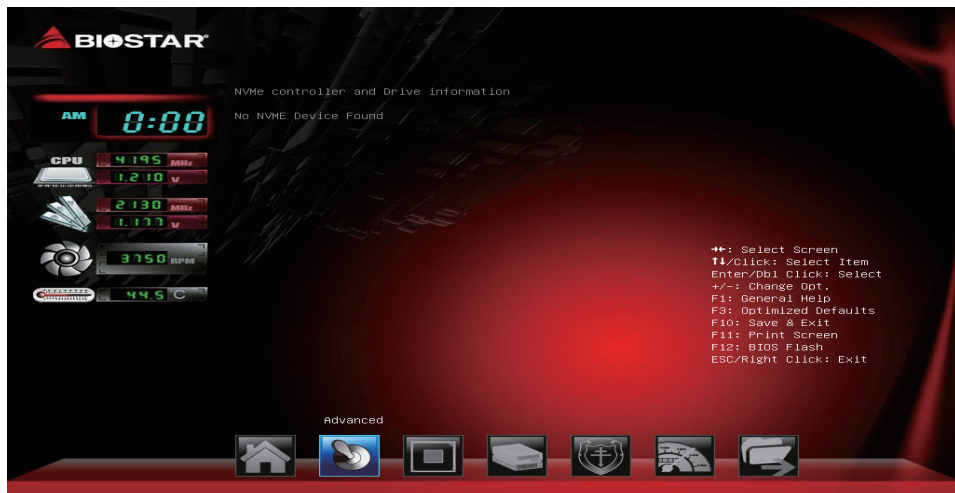 BIOSTAR
NVMe controller and Drive information
No NVME Device Found
AM 0:00
CPU 4195 MHz
1.210 V
2130 MHz
1.177 V
3750 RPM
44.5 °C
→←: Select Screen
↑↓/Click: Select Item
Enter/Dbl Click: Select
+/-: Change Opt.
F1: General Help
F3: Optimized Defaults
F10: Save & Exit
F11: Print Screen
F12: BIOS Flash
ESC/Right Click: Exit
Advanced